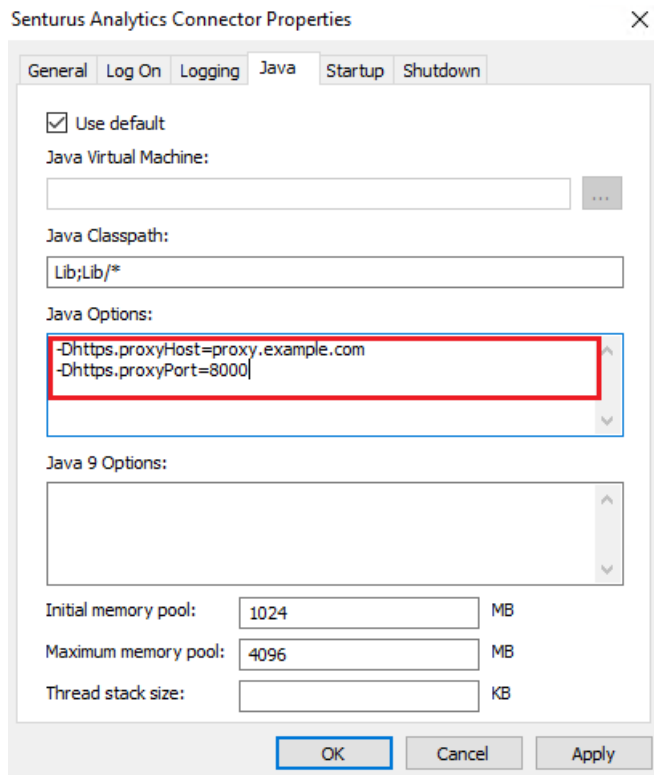 Senturus Analytics Connector Properties
General Log On Logging Java Startup Shutdown
Use default
Java Virtual Machine:
...
Java Classpath:
Lib;Lib/*
Java Options:
-Dhttps.proxyHost=proxy.example.com
-Dhttps.proxyPort=8000
Java 9 Options:
Initial memory pool: 1024 MB
Maximum memory pool: 4096 MB
Thread stack size: KB
OK Cancel Apply